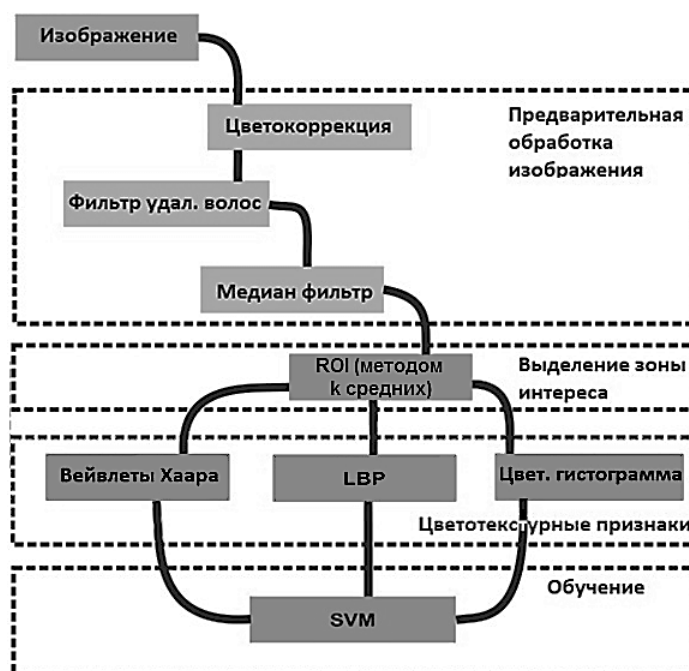 Изображение
Цветокоррекция
Предварительная
обработка
изображения
Фильтр удал. волос
Медиан фильтр
ROI (методом
k средних)
Выделение зоны
интереса
Вейвлеты Хаара
LBP
Цвет. гистограмма
Цветотекстурные признаки
Обучение
SVM